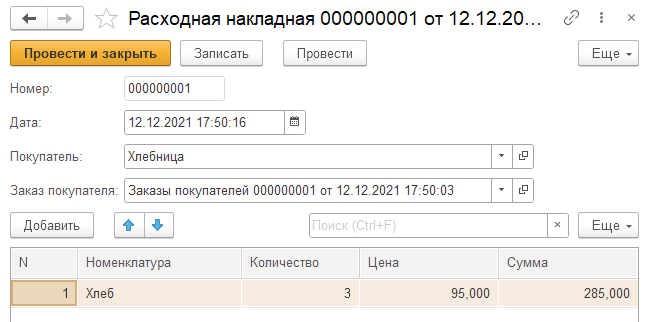 Расходная накладная 000000001 от 12.12.20...
Провести и закрыть Записать Провести Еще
Номер: 000000001
Дата: 12.12.2021 17:50:16
Покупатель: Хлебница
Заказ покупателя: Заказы покупателей 000000001 от 12.12.2021 17:50:03
Добавить Поиск (Ctrl+F) × Еще
N Номенклатура Количество Цена Сумма
1 Хлеб 3 95,000 285,000